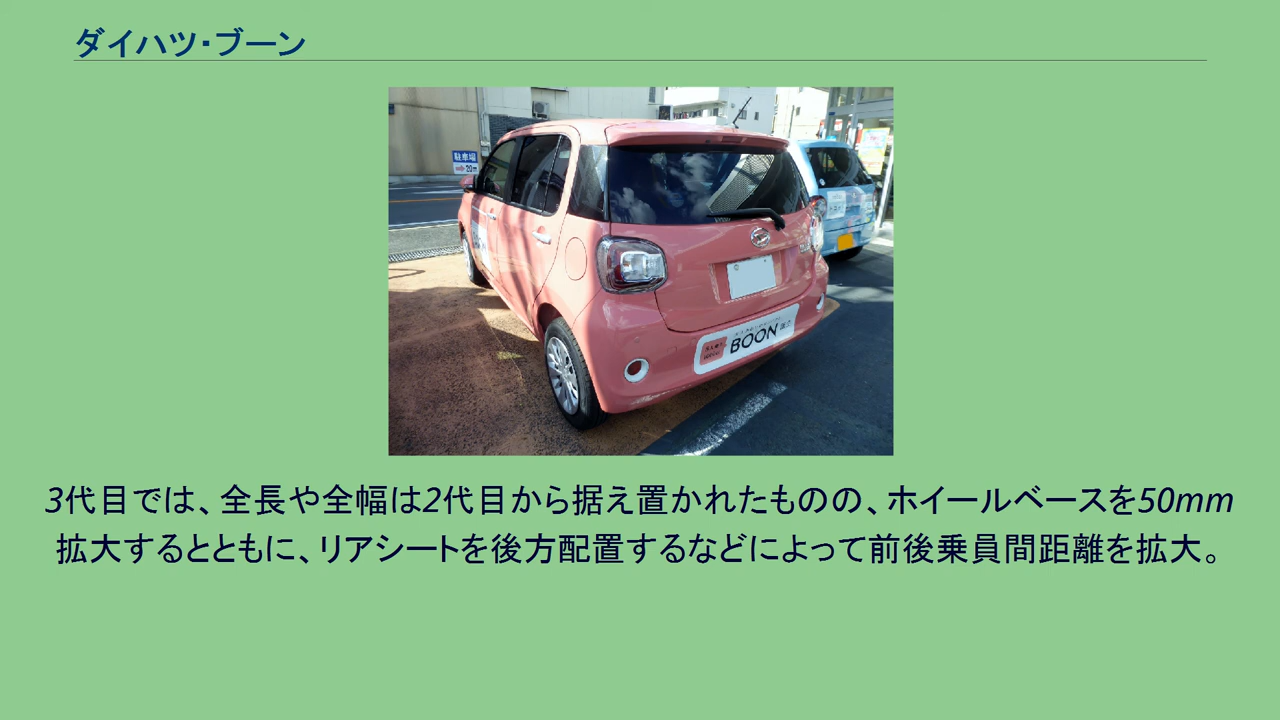 ダイハツ・ブーン
駐車場
20m
BOON
3代目では、全長や全幅は2代目から据え置かれたものの、ホイールベースを50mm
拡大するとともに、リアシートを後方配置するなどによって前後乗員間距離を拡大。